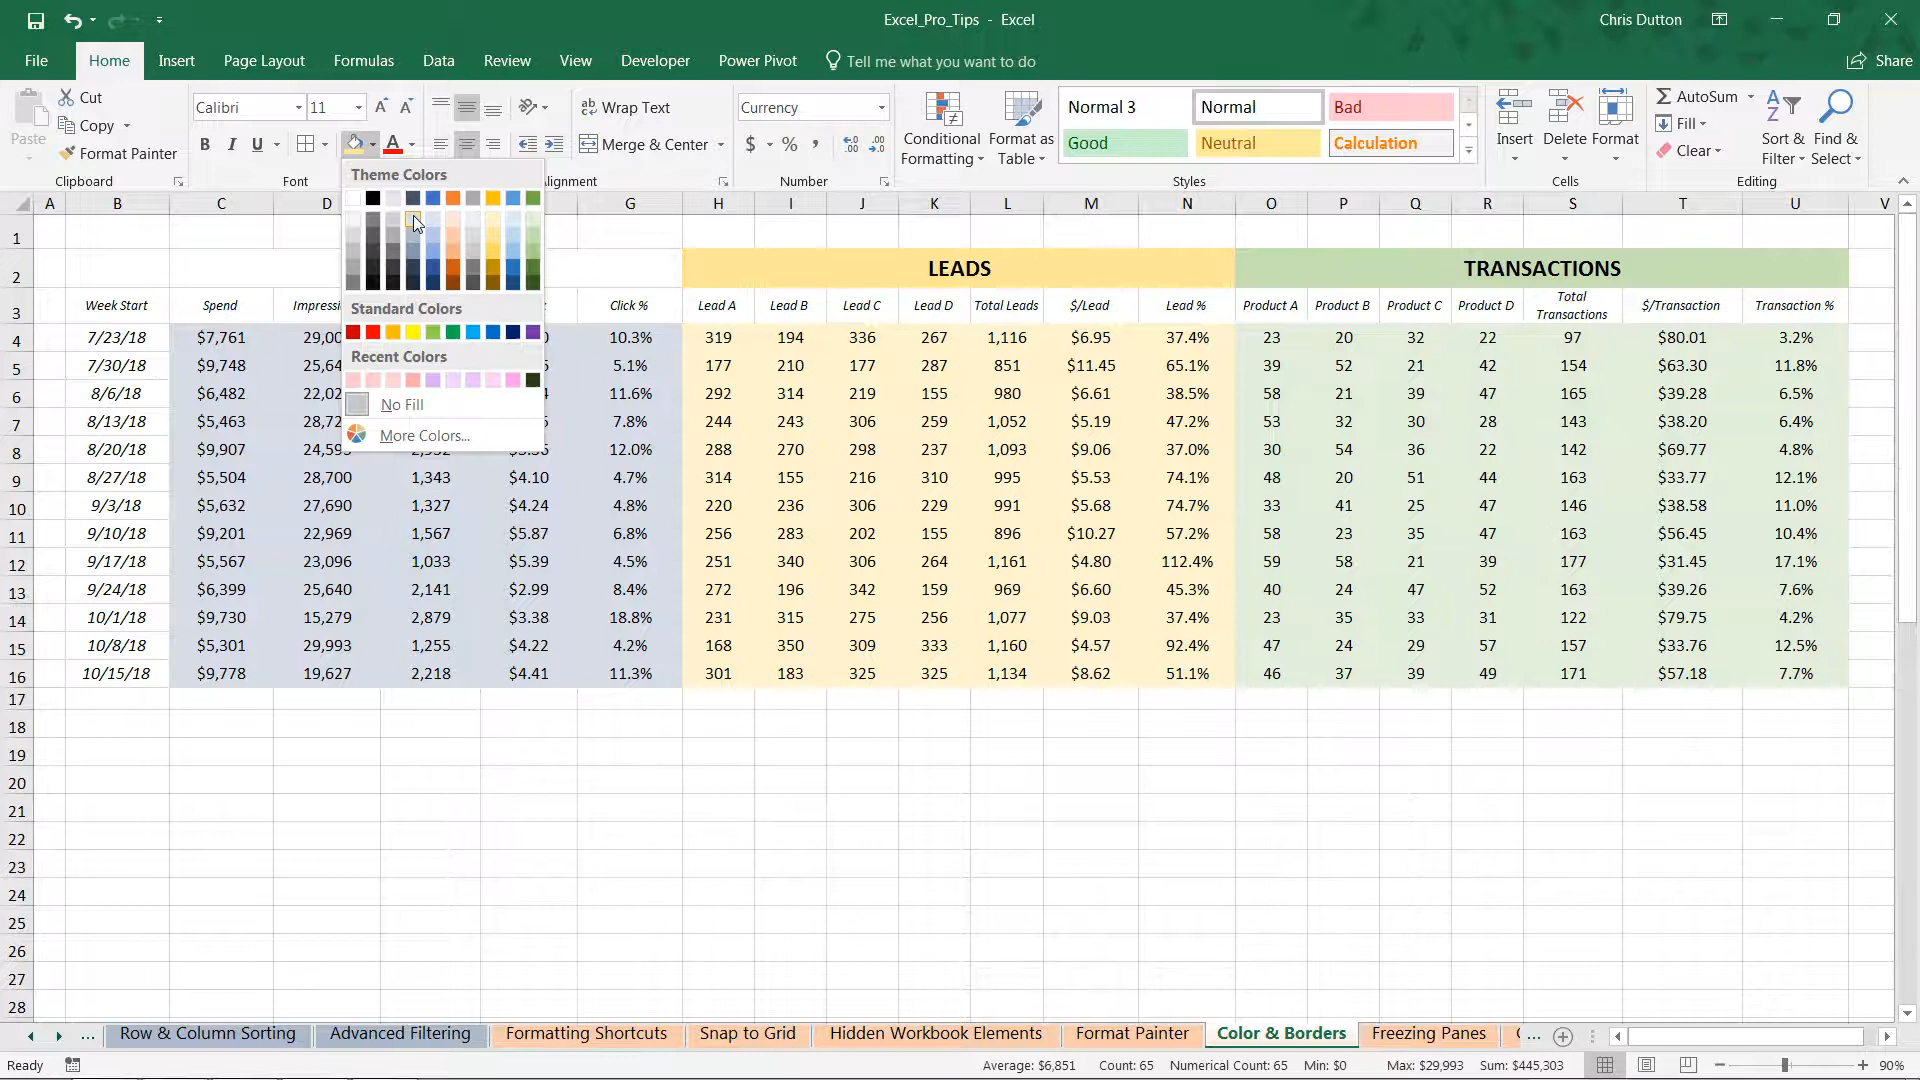 Excel_Pro_Tips - Excel
Chris Dutton
File Home Insert Page Layout Formulas Data Review View Developer Power Pivot Tell me what you want to do Share
Paste
Cut
Copy
Format Painter
Clipboard
Calibri 11
B I U A
Font
Wrap Text
Merge & Center
Currency
$ %
Number
Conditional Formatting
Format as Table
Normal 3 Normal Bad
Good Neutral Calculation
Styles
Insert Delete Format
Cells
AutoSum
Fill
Clear
Sort & Filter
Find & Select
Editing
Theme Colors
Standard Colors
Recent Colors
No Fill
More Colors...
A B C D G H I J K L M N O P Q R S T U V
1
2 LEADS TRANSACTIONS
3 Week Start Spend Click % Lead A Lead B Lead C Lead D Total Leads $/Lead Lead % Product A Product B Product C Product D Total Transactions $/Transaction Transaction %
4 7/23/18 $7,761 10.3% 319 194 336 267 1,116 $6.95 37.4% 23 20 32 22 97 $80.01 3.2%
5 7/30/18 $9,748 5.1% 177 210 177 287 851 $11.45 65.1% 39 52 21 42 154 $63.30 11.8%
6 8/6/18 $6,482 11.6% 292 314 219 155 980 $6.61 38.5% 58 21 39 47 165 $39.28 6.5%
7 8/13/18 $5,463 7.8% 244 243 306 259 1,052 $5.19 47.2% 53 32 30 28 143 $38.20 6.4%
8 8/20/18 $9,907 12.0% 288 270 298 237 1,093 $9.06 37.0% 30 54 36 22 142 $69.77 4.8%
9 8/27/18 $5,504 28,700 1,343 $4.10 4.7% 314 155 216 310 995 $5.53 74.1% 48 20 51 44 163 $33.77 12.1%
10 9/3/18 $5,632 27,690 1,327 $4.24 4.8% 220 236 306 229 991 $5.68 74.7% 33 41 25 47 146 $38.58 11.0%
11 9/10/18 $9,201 22,969 1,567 $5.87 6.8% 256 283 202 155 896 $10.27 57.2% 58 23 35 47 163 $56.45 10.4%
12 9/17/18 $5,567 23,096 1,033 $5.39 4.5% 251 340 306 264 1,161 $4.80 112.4% 59 58 21 39 177 $31.45 17.1%
13 9/24/18 $6,399 25,640 2,141 $2.99 8.4% 272 196 342 159 969 $6.60 45.3% 40 24 47 52 163 $39.26 7.6%
14 10/1/18 $9,730 15,279 2,879 $3.38 18.8% 231 315 275 256 1,077 $9.03 37.4% 23 35 33 31 122 $79.75 4.2%
15 10/8/18 $5,301 29,993 1,255 $4.22 4.2% 168 350 309 333 1,160 $4.57 92.4% 47 24 29 57 157 $33.76 12.5%
16 10/15/18 $9,778 19,627 2,218 $4.41 11.3% 301 183 325 325 1,134 $8.62 51.1% 46 37 39 49 171 $57.18 7.7%
17
18
19
20
21
22
23
24
25
26
27
28
... Row & Column Sorting Advanced Filtering Formatting Shortcuts Snap to Grid Hidden Workbook Elements Format Painter Color & Borders Freezing Panes ...
Ready Average: $6,851 Count: 65 Numerical Count: 65 Min: $0 Max: $29,993 Sum: $445,303 90%